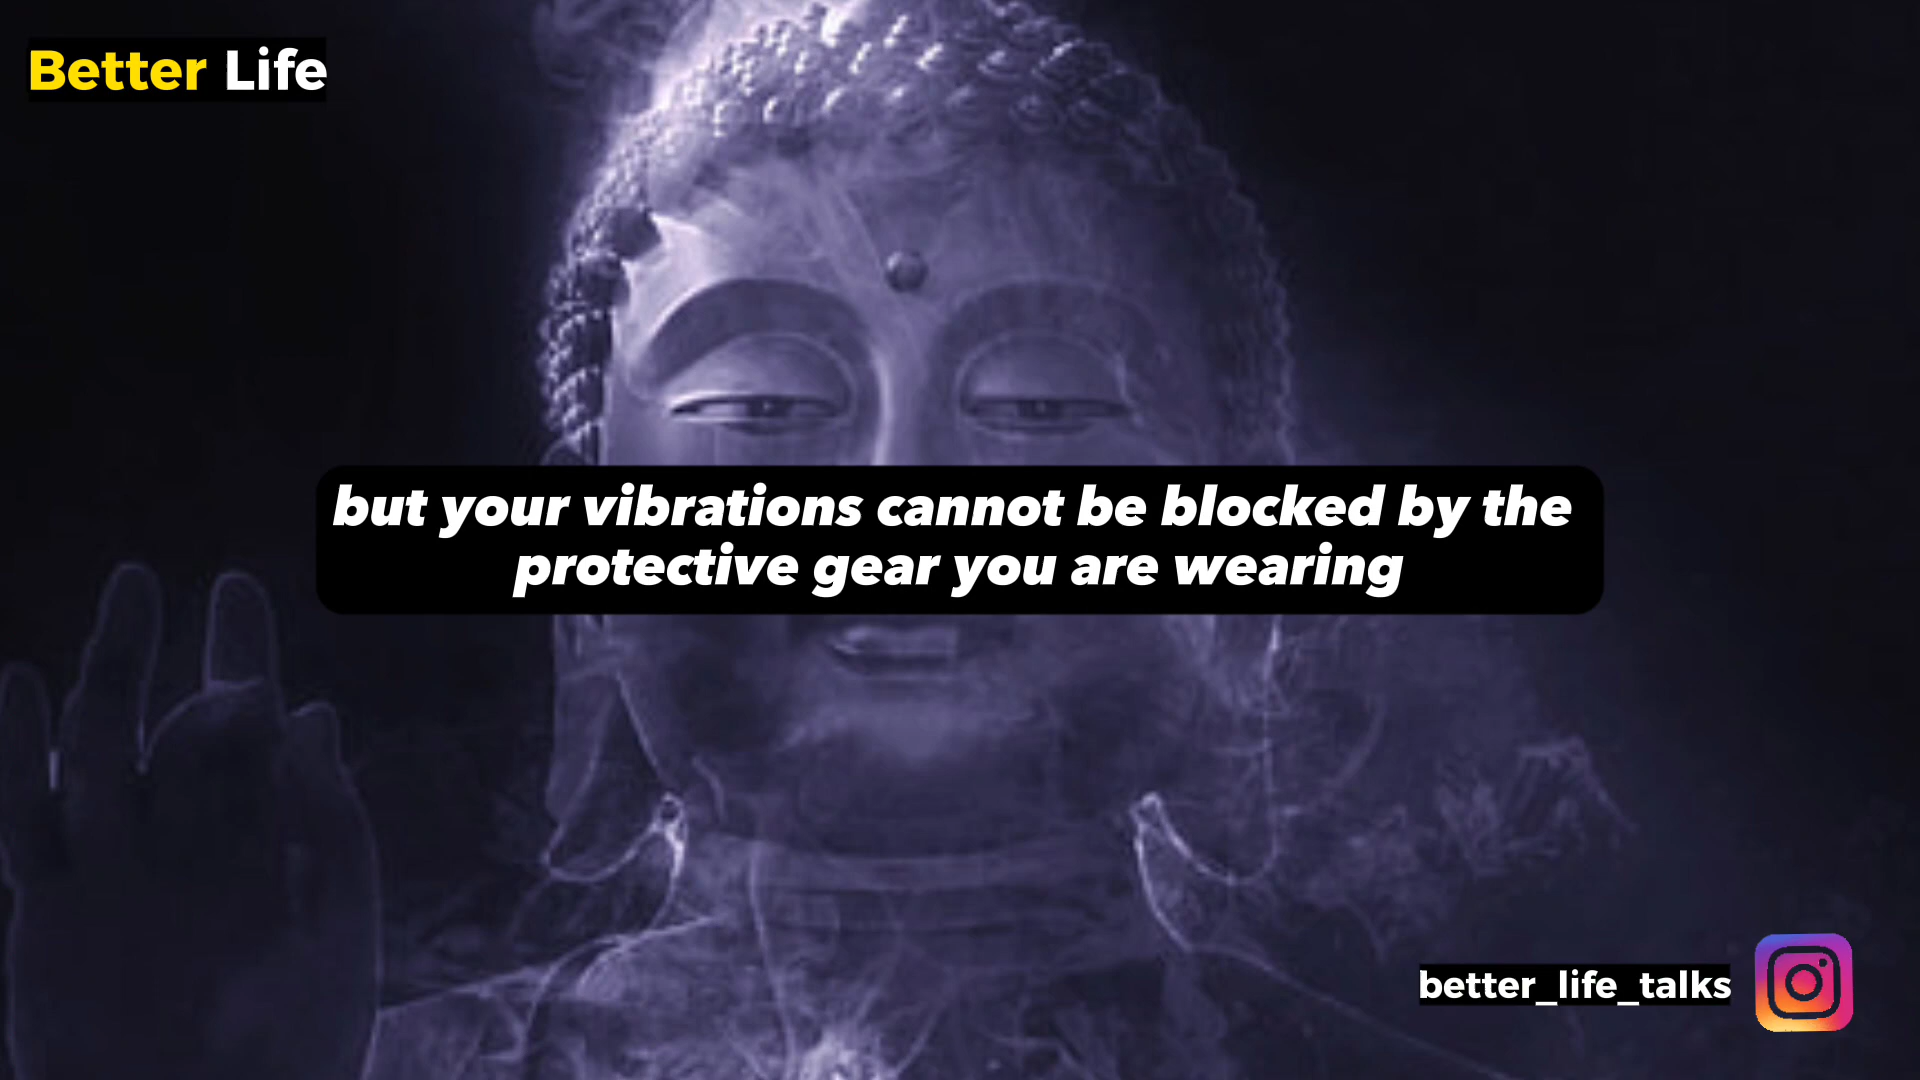 Better Life
but your vibrations cannot be blocked by the
protective gear you are wearing
better_life_talks